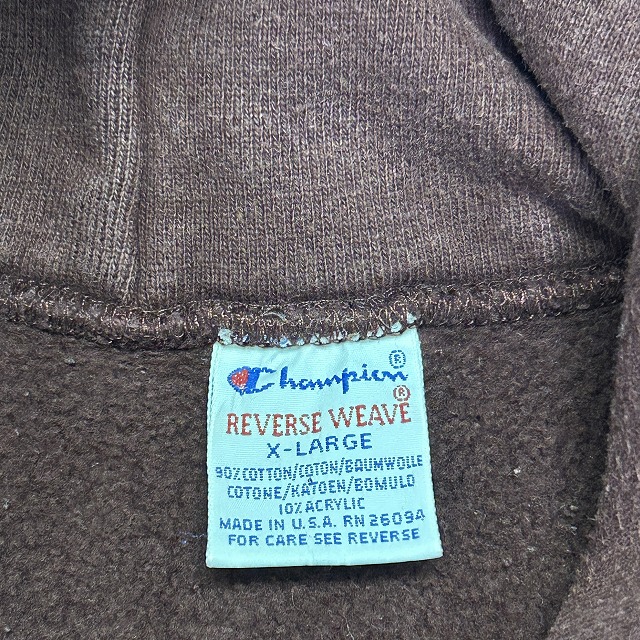 Champion®
REVERSE WEAVE®
X-LARGE
90% COTTON/COTON/BAUMWOLLE
COTONE/KATOEN/BOMULD
10% ACRYLIC
MADE IN U.S.A. RN 26094
FOR CARE SEE REVERSE